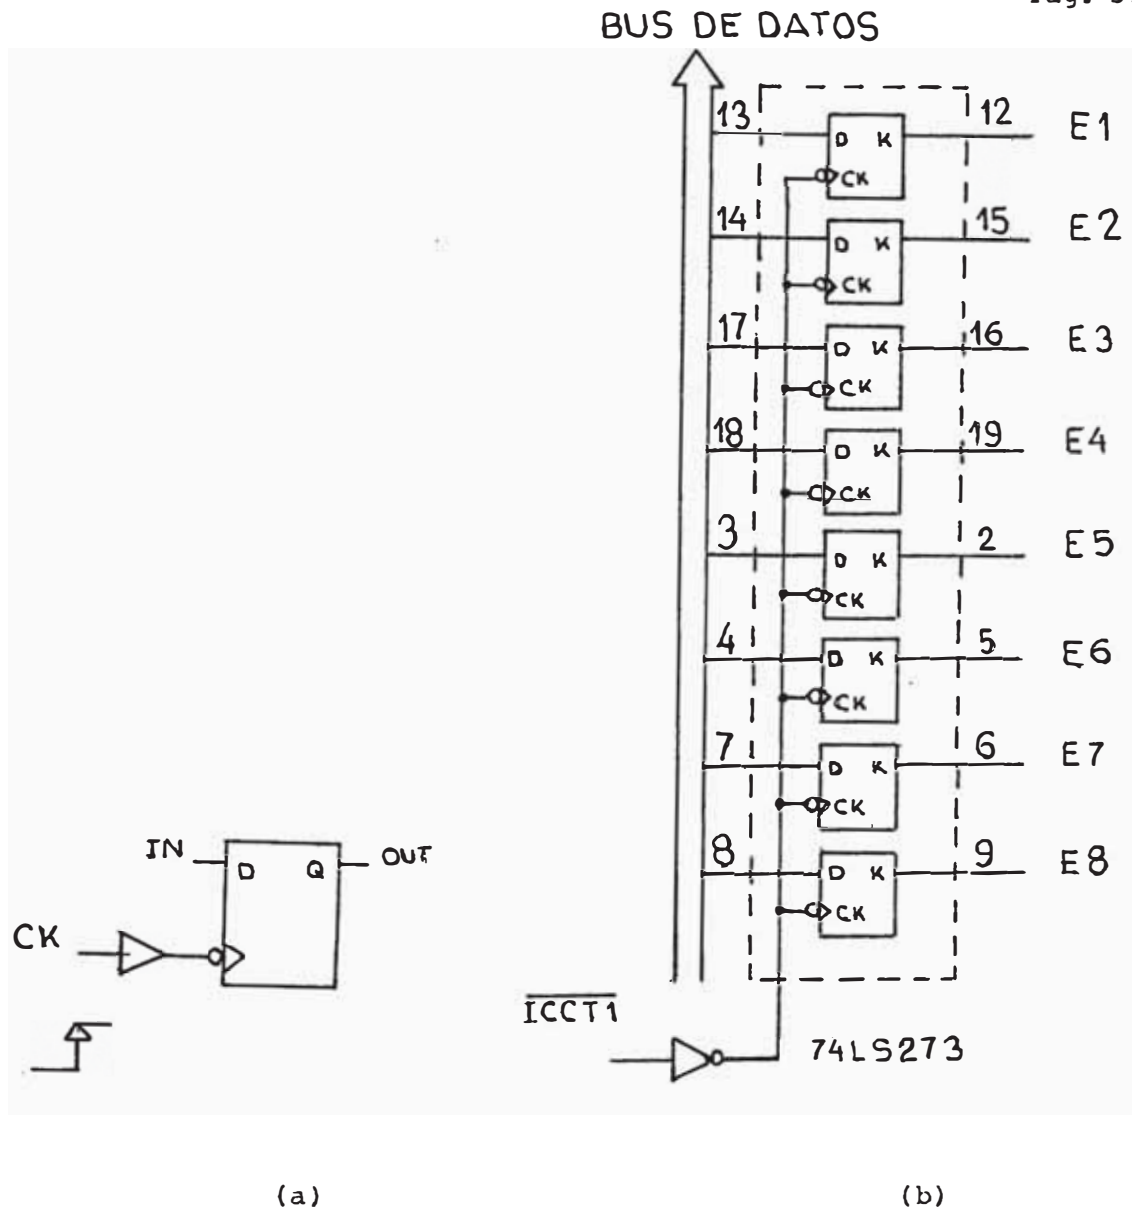 BUS DE DATOS
13 D K 12 E1
CK
14 D K 15 E2
CK
17 D K 16 E3
CK
18 D K 19 E4
CK
3 D K 2 E5
CK
4 D K 5 E6
CK
7 D K 6 E7
CK
8 D K 9 E8
CK
IN D Q OUT
CK
ICCT1
74LS273
(a)
(b)